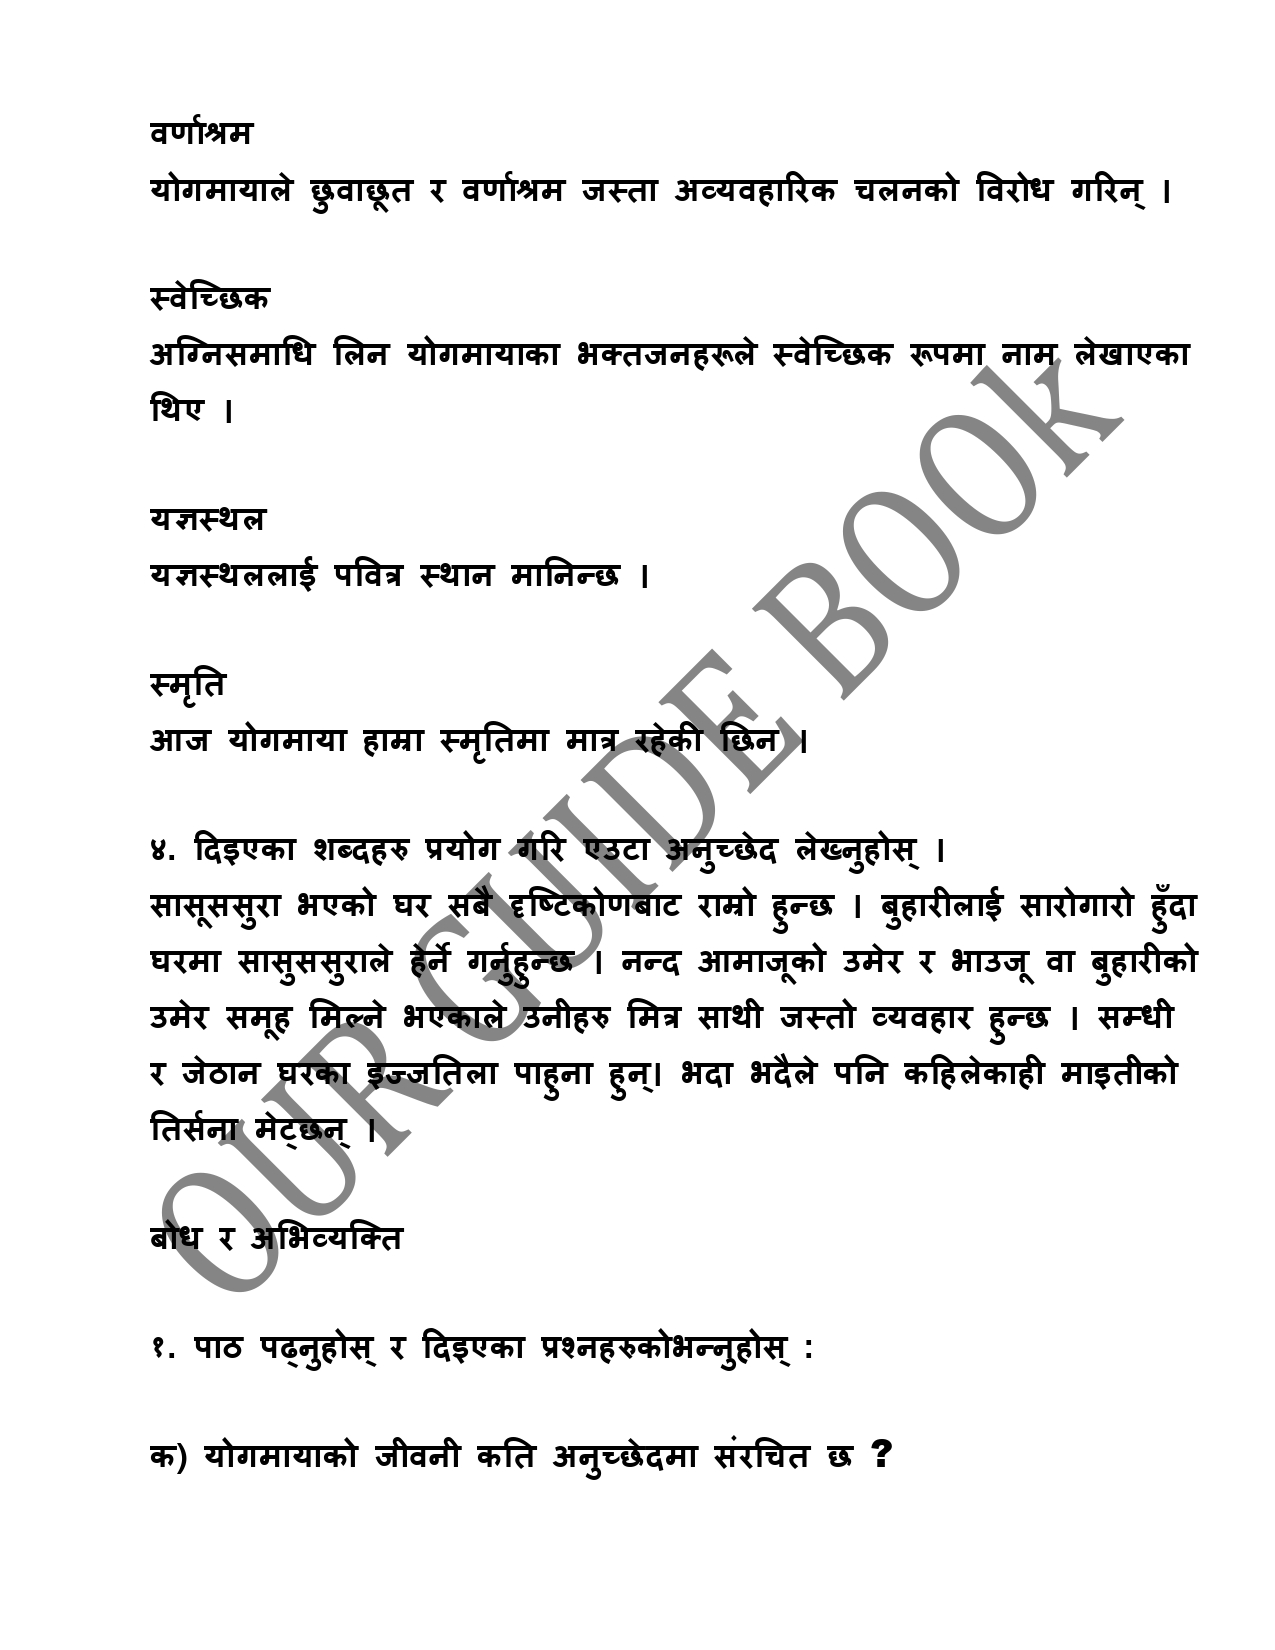 वर्णाश्रम
योगमायाले छुवाछूत र वर्णाश्रम जस्ता अव्यवहारिक चलनको विरोध गरिन् ।
स्वेच्छिक
अग्निसमाधि लिन योगमायाका भक्तजनहरूले स्वेच्छिक रूपमा नाम लेखाएका
थिए ।
यज्ञस्थल
यज्ञस्थललाई पवित्र स्थान मानिन्छ ।
स्मृति
आज योगमाया हाम्रा स्मृतिमा मात्र रहेकी छिन ।
४. दिइएका शब्दहरु प्रयोग गरि एउटा अनुच्छेद लेख्नुहोस् ।
सासूससुरा भएको घर सबै दृष्टिकोणबाट राम्रो हुन्छ । बुहारीलाई सारोगारो हुँदा
घरमा सासुससुराले हेर्ने गर्नुहुन्छ । नन्द आमाजूको उमेर र भाउजू वा बुहारीको
उमेर समूह मिल्ने भएकाले उनीहरु मित्र साथी जस्तो व्यवहार हुन्छ । सम्धी
र जेठान घरका इज्जतिला पाहुना हुन्। भदा भदैले पनि कहिलेकाही माइतीको
तिर्सना मेट्छन् ।
बोध र अभिव्यक्ति
१. पाठ पढ्नुहोस् र दिइएका प्रश्नहरुकोभन्नुहोस् :
क) योगमायाको जीवनी कति अनुच्छेदमा संरचित छ ?
OUR GUIDE BOOk